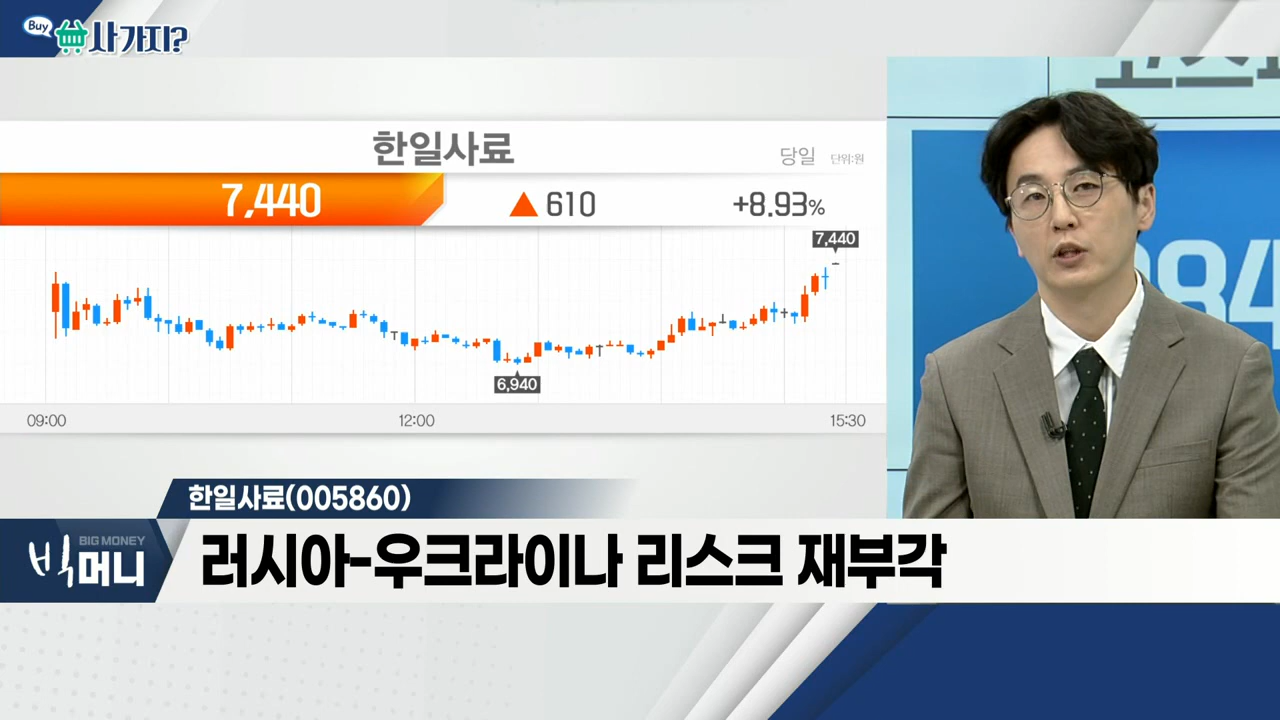 Buy 사가지?
한일사료
당일 단위:원
7,440 ▲610 +8.93%
7,440
6,940
09:00 12:00 15:30
한일사료(005860)
BIG MONEY
빅머니
러시아-우크라이나 리스크 재부각
84